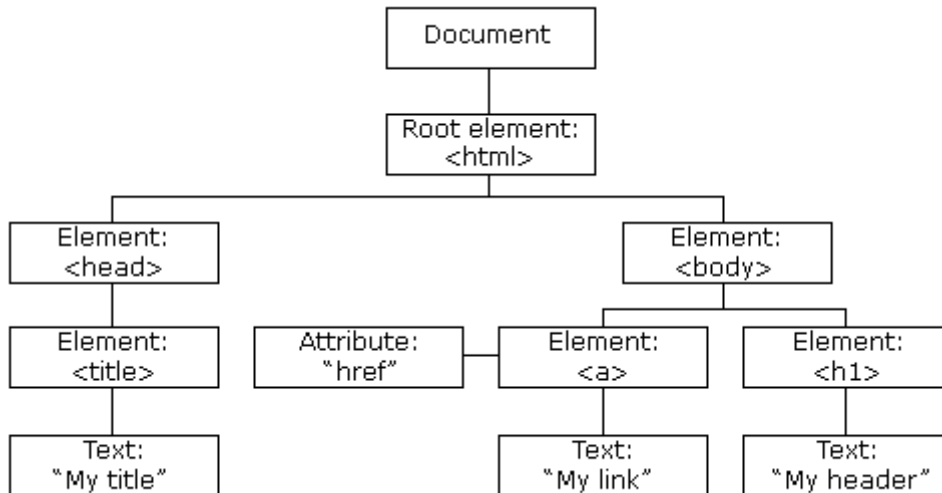 Document
Root element:
<html>
Element:
<head>
Element:
<body>
Element:
<title>
Attribute:
“href”
Element:
<a>
Element:
<h1>
Text:
“My title”
Text:
“My link”
Text:
“My header”